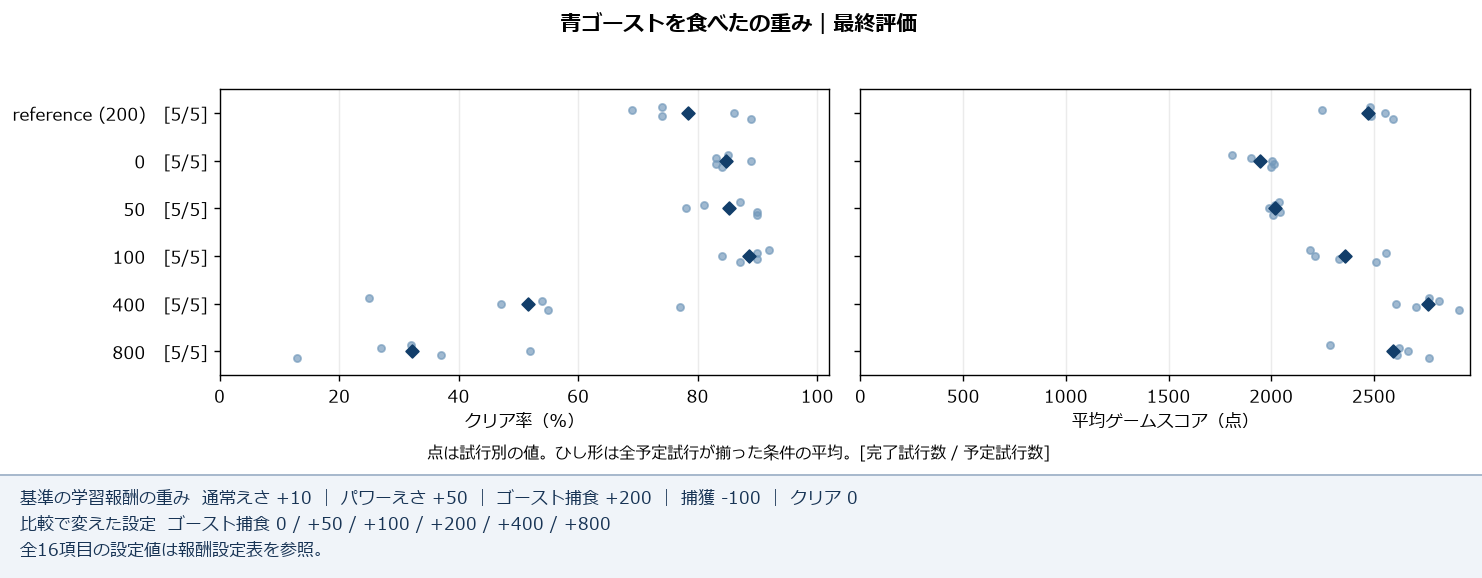 青ゴーストを食べたの重み｜最終評価
reference (200) [5/5]
0 [5/5]
50 [5/5]
100 [5/5]
400 [5/5]
800 [5/5]
0 20 40 60 80 100
クリア率（%）
0 500 1000 1500 2000 2500
平均ゲームスコア（点）
点は試行別の値。ひし形は全予定試行が揃った条件の平均。[完了試行数 / 予定試行数]
基準の学習報酬の重み 通常えさ +10 ｜ パワーえさ +50 ｜ ゴースト捕食 +200 ｜ 捕獲 -100 ｜ クリア 0
比較で変えた設定 ゴースト捕食 0 / +50 / +100 / +200 / +400 / +800
全16項目の設定値は報酬設定表を参照。